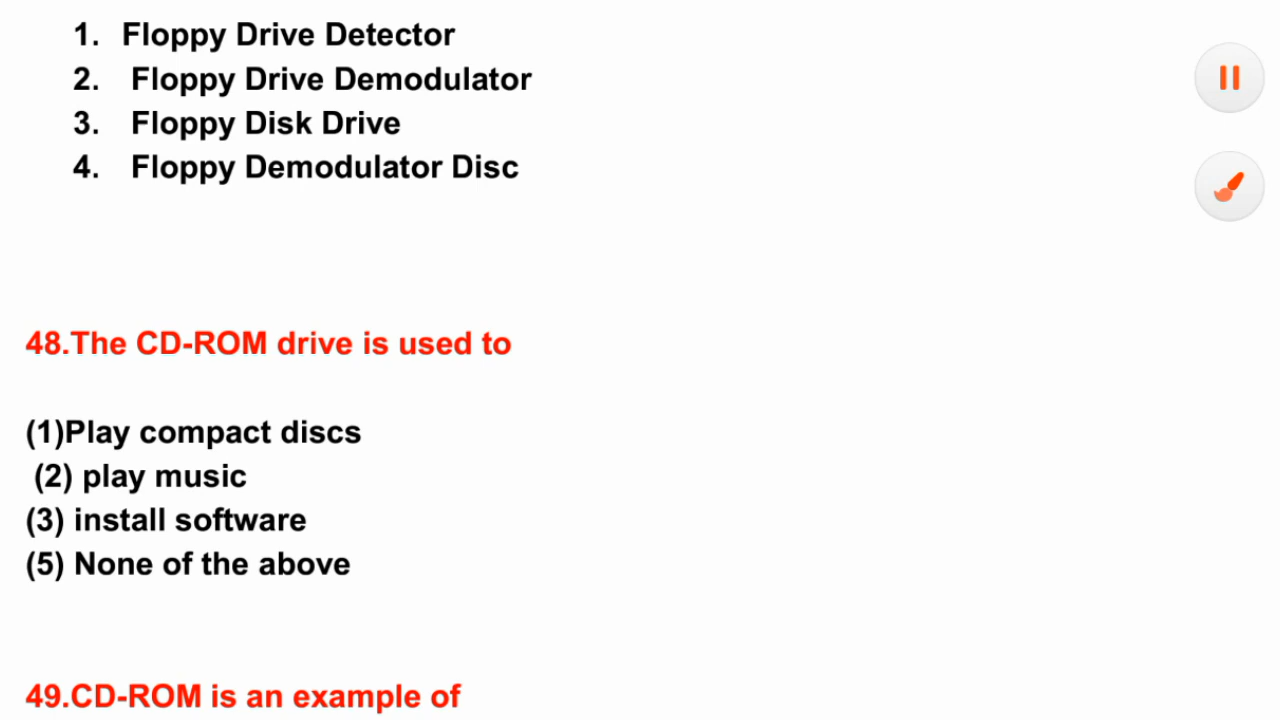 1. Floppy Drive Detector
2. Floppy Drive Demodulator
3. Floppy Disk Drive
4. Floppy Demodulator Disc
48.The CD-ROM drive is used to
(1)Play compact discs
(2) play music
(3) install software
(5) None of the above
49.CD-ROM is an example of